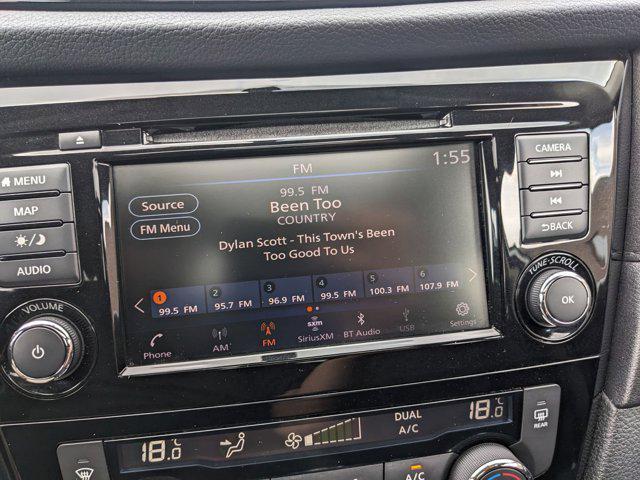 FM
1:55
99.5 FM
Been Too
COUNTRY
Dylan Scott - This Town's Been
Too Good To Us
Source
FM Menu
1 2 3 4 5 6
99.5 FM 95.7 FM 96.9 FM 99.5 FM 100.3 FM 107.9 FM
Phone AM FM SiriusXM BT Audio USB Settings
sxm
MENU
MAP
AUDIO
VOLUME
CAMERA
BACK
TUNE·SCROLL
OK
18.0 °C
DUAL
A/C
18.0 °C
REAR
A/C